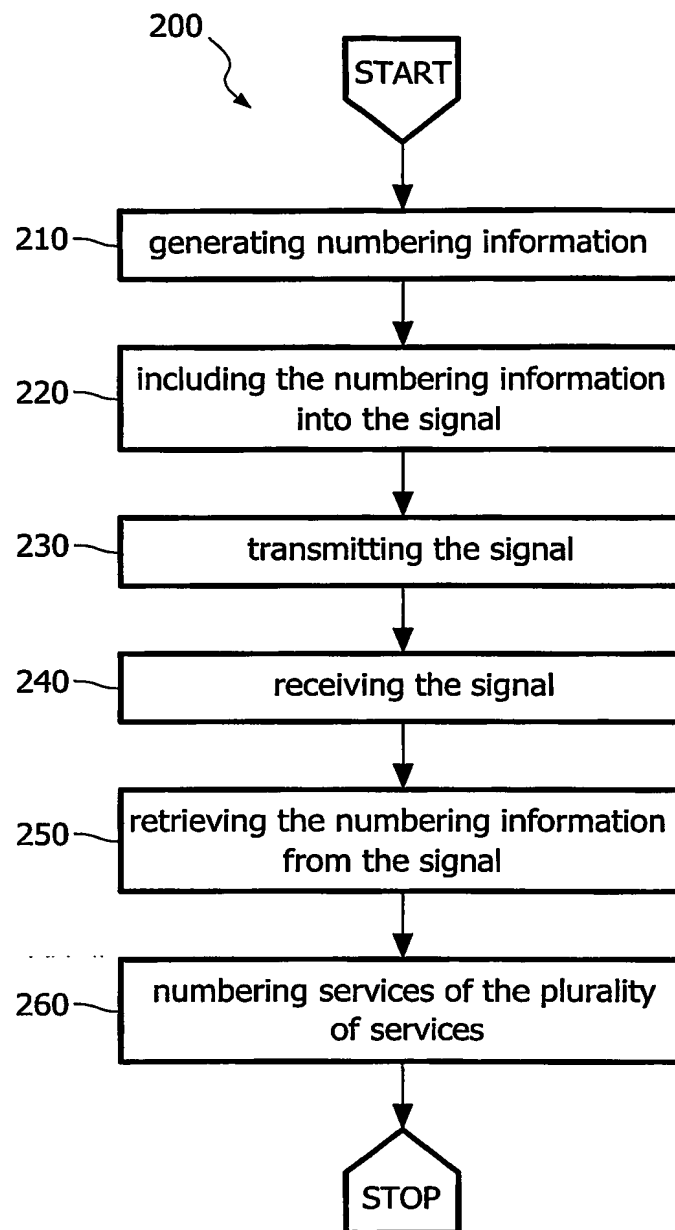 200
START
210
generating numbering information
220
including the numbering information
into the signal
230
transmitting the signal
240
receiving the signal
250
retrieving the numbering information
from the signal
260
numbering services of the plurality
of services
STOP